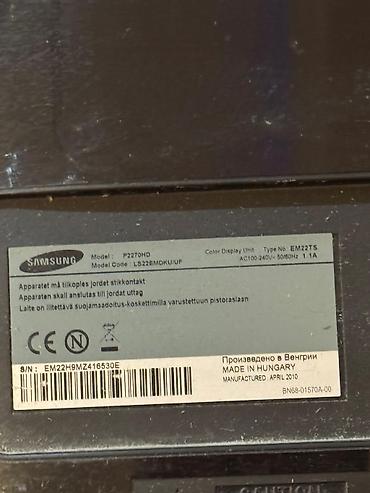 SAMSUNG
Model : P2270HD
Model Code : LS22EMDKU/UF
Color Display Unit Type No: EM22TS
AC100-240V~ 50/60Hz 1.1A
Apparatet må tilkoples jordet stikkontakt
Apparaten skall anslutas till jordat uttag
Laite on liitettävä suojamaadoitus-koskettimilla varustettuun pistorasiaan
CE N
S/N : EM22H9MZ416530E
Произведено в Венгрии
MADE IN HUNGARY
MANUFACTURED : APRIL 2010
BN68-01570A-00
CAUTION